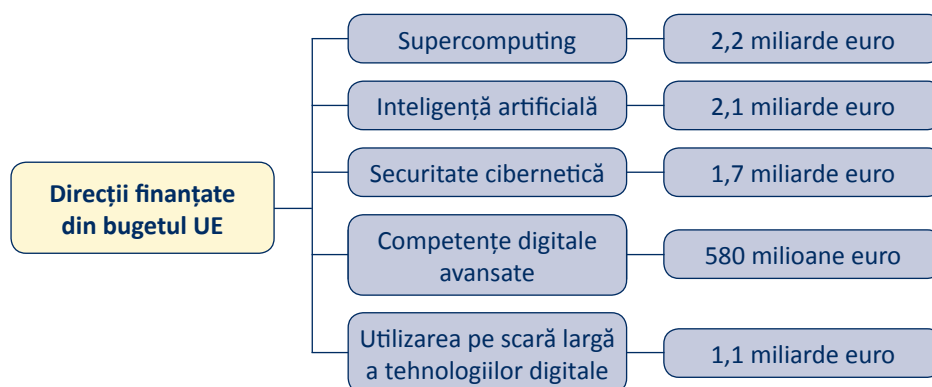 Direcții finanțate
din bugetul UE
Supercomputing
2,2 miliarde euro
Inteligență artificială
2,1 miliarde euro
Securitate cibernetică
1,7 miliarde euro
Competențe digitale
avansate
580 milioane euro
Utilizarea pe scară largă
a tehnologiilor digitale
1,1 miliarde euro